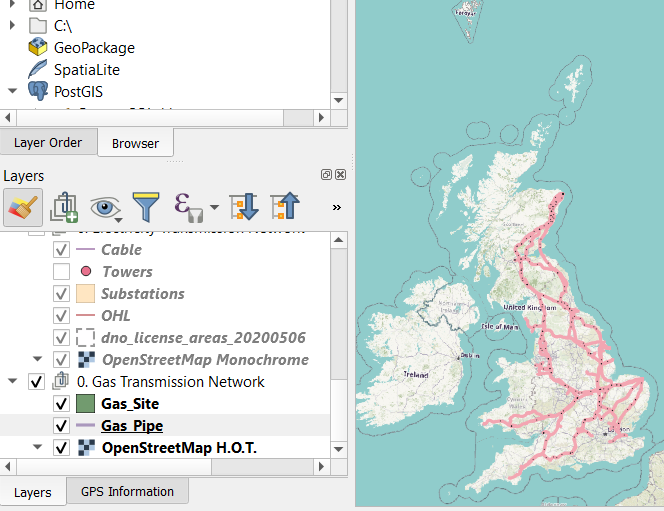 Home
C:\
GeoPackage
SpatiaLite
PostGIS
Layer Order
Browser
Layers
»
Cable
Towers
Substations
OHL
dno_license_areas_20200506
OpenStreetMap Monochrome
0. Gas Transmission Network
Gas_Site
Gas_Pipe
OpenStreetMap H.O.T.
Layers
GPS Information
United Kingdom
Isle of Man
Dublin
Ireland
London